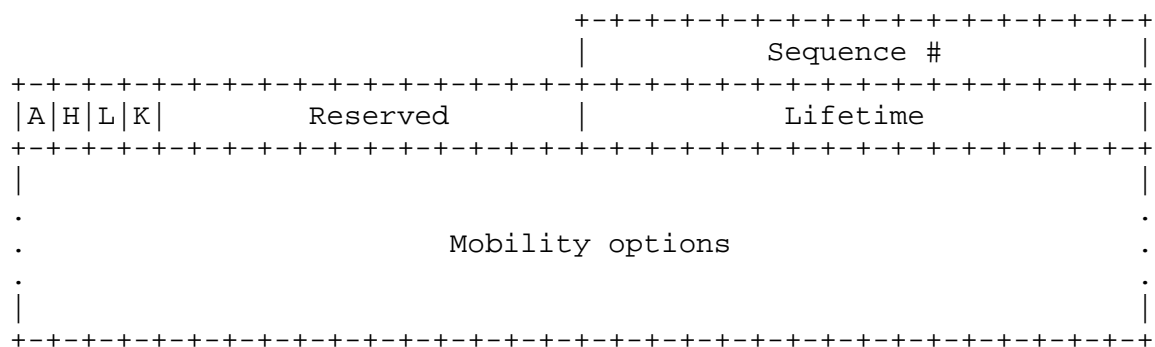 +-+-+-+-+-+-+-+-+-+-+-+-+-+-+-+-+
                                |          Sequence #           |
+-+-+-+-+-+-+-+-+-+-+-+-+-+-+-+-+-+-+-+-+-+-+-+-+-+-+-+-+-+-+-+-+
|A|H|L|K|        Reserved       |           Lifetime            |
+-+-+-+-+-+-+-+-+-+-+-+-+-+-+-+-+-+-+-+-+-+-+-+-+-+-+-+-+-+-+-+-+
|                                                               |
.                                                               .
.                        Mobility options                       .
.                                                               .
|                                                               |
+-+-+-+-+-+-+-+-+-+-+-+-+-+-+-+-+-+-+-+-+-+-+-+-+-+-+-+-+-+-+-+-+